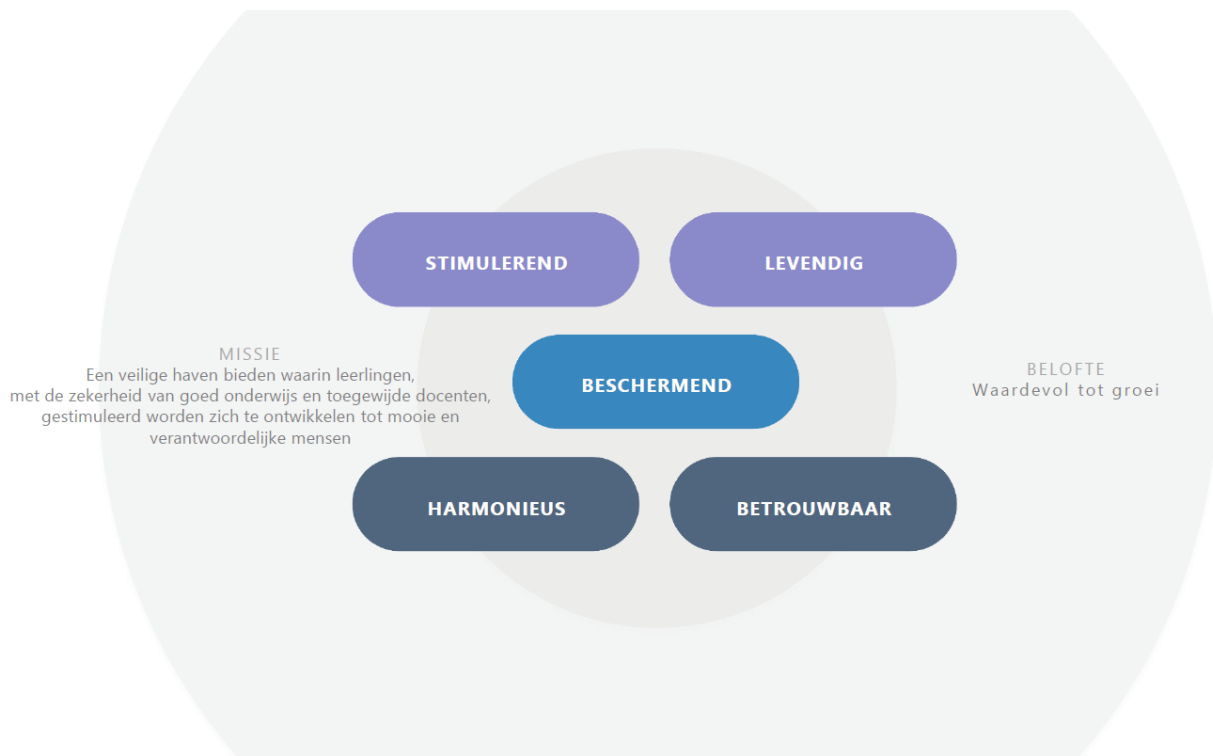 STIMULEREND
LEVENDIG
MISSIE
Een veilige haven bieden waarin leerlingen,
met de zekerheid van goed onderwijs en toegewijde docenten,
gestimuleerd worden zich te ontwikkelen tot mooie en
verantwoordelijke mensen
BESCHERMEND
BELOFTE
Waardevol tot groei
HARMONIEUS
BETROUWBAAR